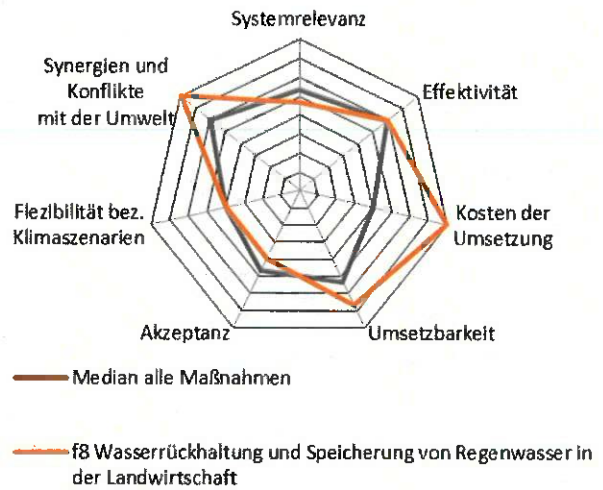 Systemrelevanz
Synergien und
Konflikte
mit der Umwelt
Effektivität
Flezibilität bez.
Klimaszenarien
Kosten der
Umsetzung
Akzeptanz
Umsetzbarkeit
Median alle Maßnahmen
f8 Wasserrückhaltung und Speicherung von Regenwasser in
der Landwirtschaft